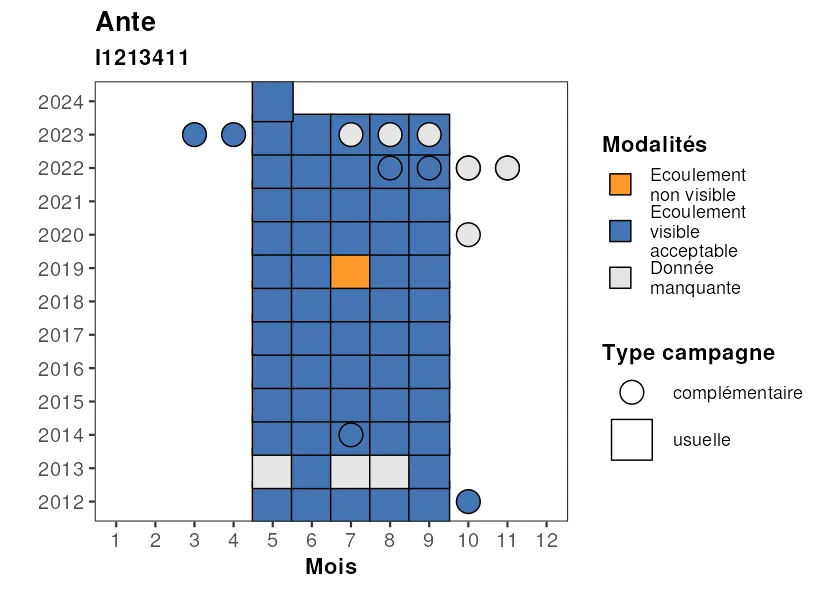 Ante
I1213411
2024
2023
2022
2021
2020
2019
2018
2017
2016
2015
2014
2013
2012
1 2 3 4 5 6 7 8 9 10 11 12
Mois
Modalités
Ecoulement
non visible
Ecoulement
visible
acceptable
Donnée
manquante
Type campagne
complémentaire
usuelle